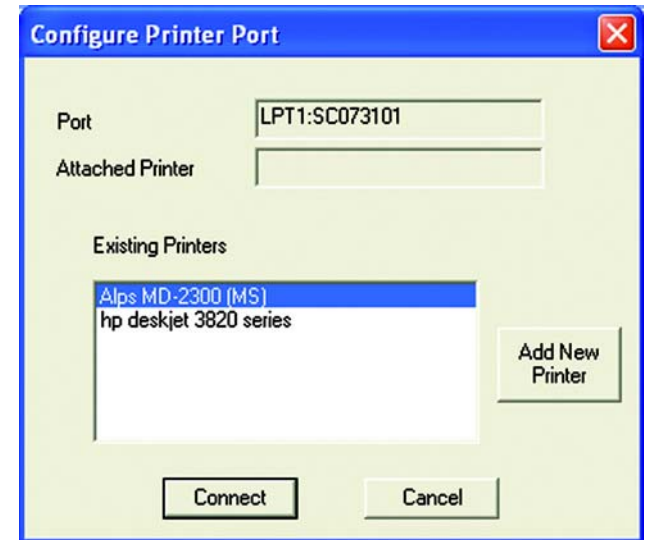 Configure Printer Port
Port
LPT1:SC073101
Attached Printer
Existing Printers
Alps MD-2300 (MS)
hp deskjet 3820 series
Add New
Printer
Connect
Cancel